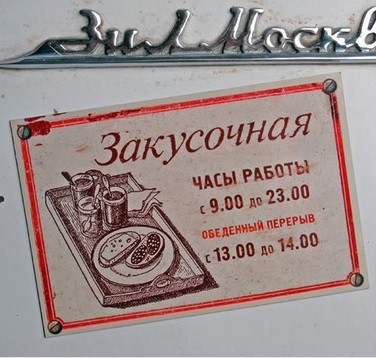 ЗиЛ Москв
Закусочная
ЧАСЫ РАБОТЫ
с 9.00 до 23.00
ОБЕДЕННЫЙ ПЕРЕРЫВ
с 13.00 до 14.00